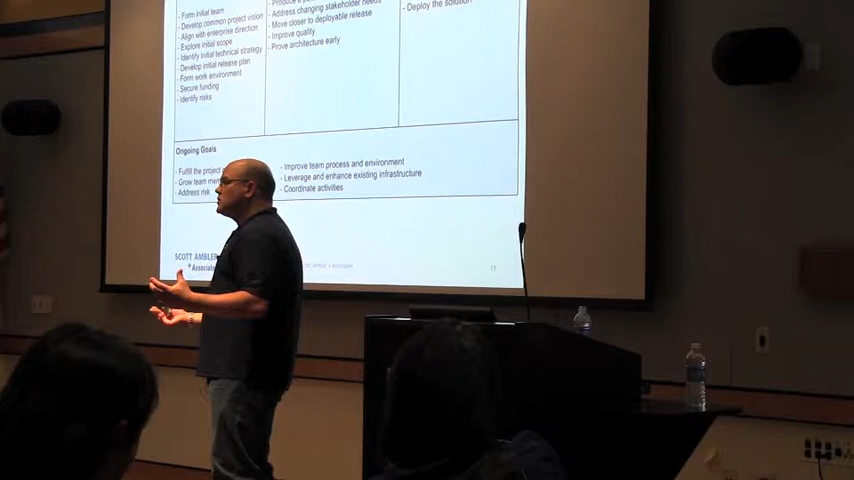 - Form initial team
- Develop common project vision
- Align with enterprise direction
- Explore initial scope
- Identify initial technical strategy
- Develop initial release plan
- Form work environment
- Secure funding
- Identify risks
- Address changing stakeholder needs
- Move closer to deployable release
- Improve quality
- Prove architecture early
- Deploy the solution
Ongoing Goals
- Fulfill the project
- Grow team
- Address risk
- Improve team process and environment
- Leverage and enhance existing infrastructure
- Coordinate activities
SCOTT AMBLER
+ Associates